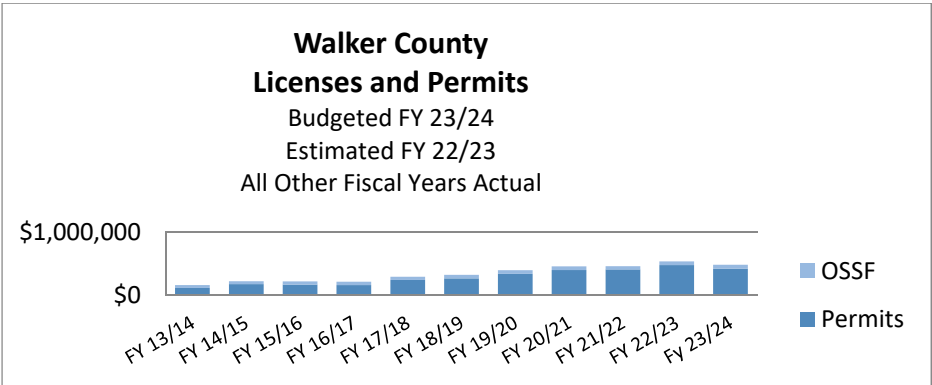 Walker County
Licenses and Permits
Budgeted FY 23/24
Estimated FY 22/23
All Other Fiscal Years Actual
$1,000,000
$0
FY 13/14
FY 14/15
FY 15/16
FY 16/17
FY 17/18
FY 18/19
FY 19/20
FY 20/21
FY 21/22
FY 22/23
Fy 23/24
OSSF
Permits